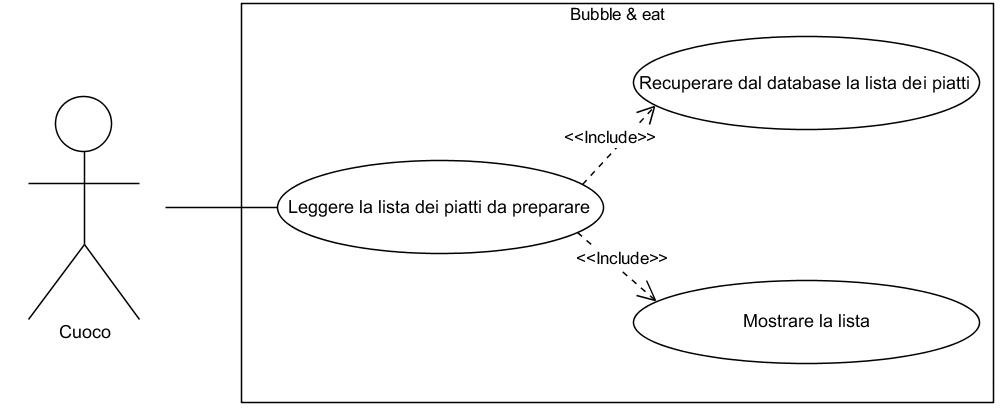 Bubble & eat
Recuperare dal database la lista dei piatti
<<Include>>
Leggere la lista dei piatti da preparare
<<Include>>
Mostrare la lista
Cuoco